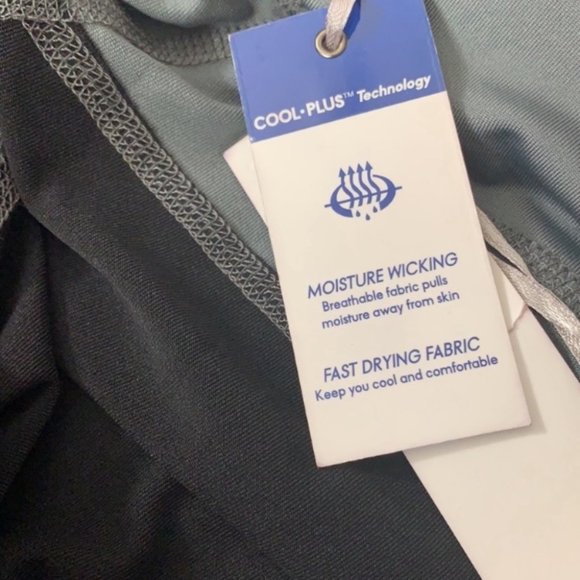 COOL•PLUS™ Technology
MOISTURE WICKING
Breathable fabric pulls
moisture away from skin
FAST DRYING FABRIC
Keep you cool and comfortable